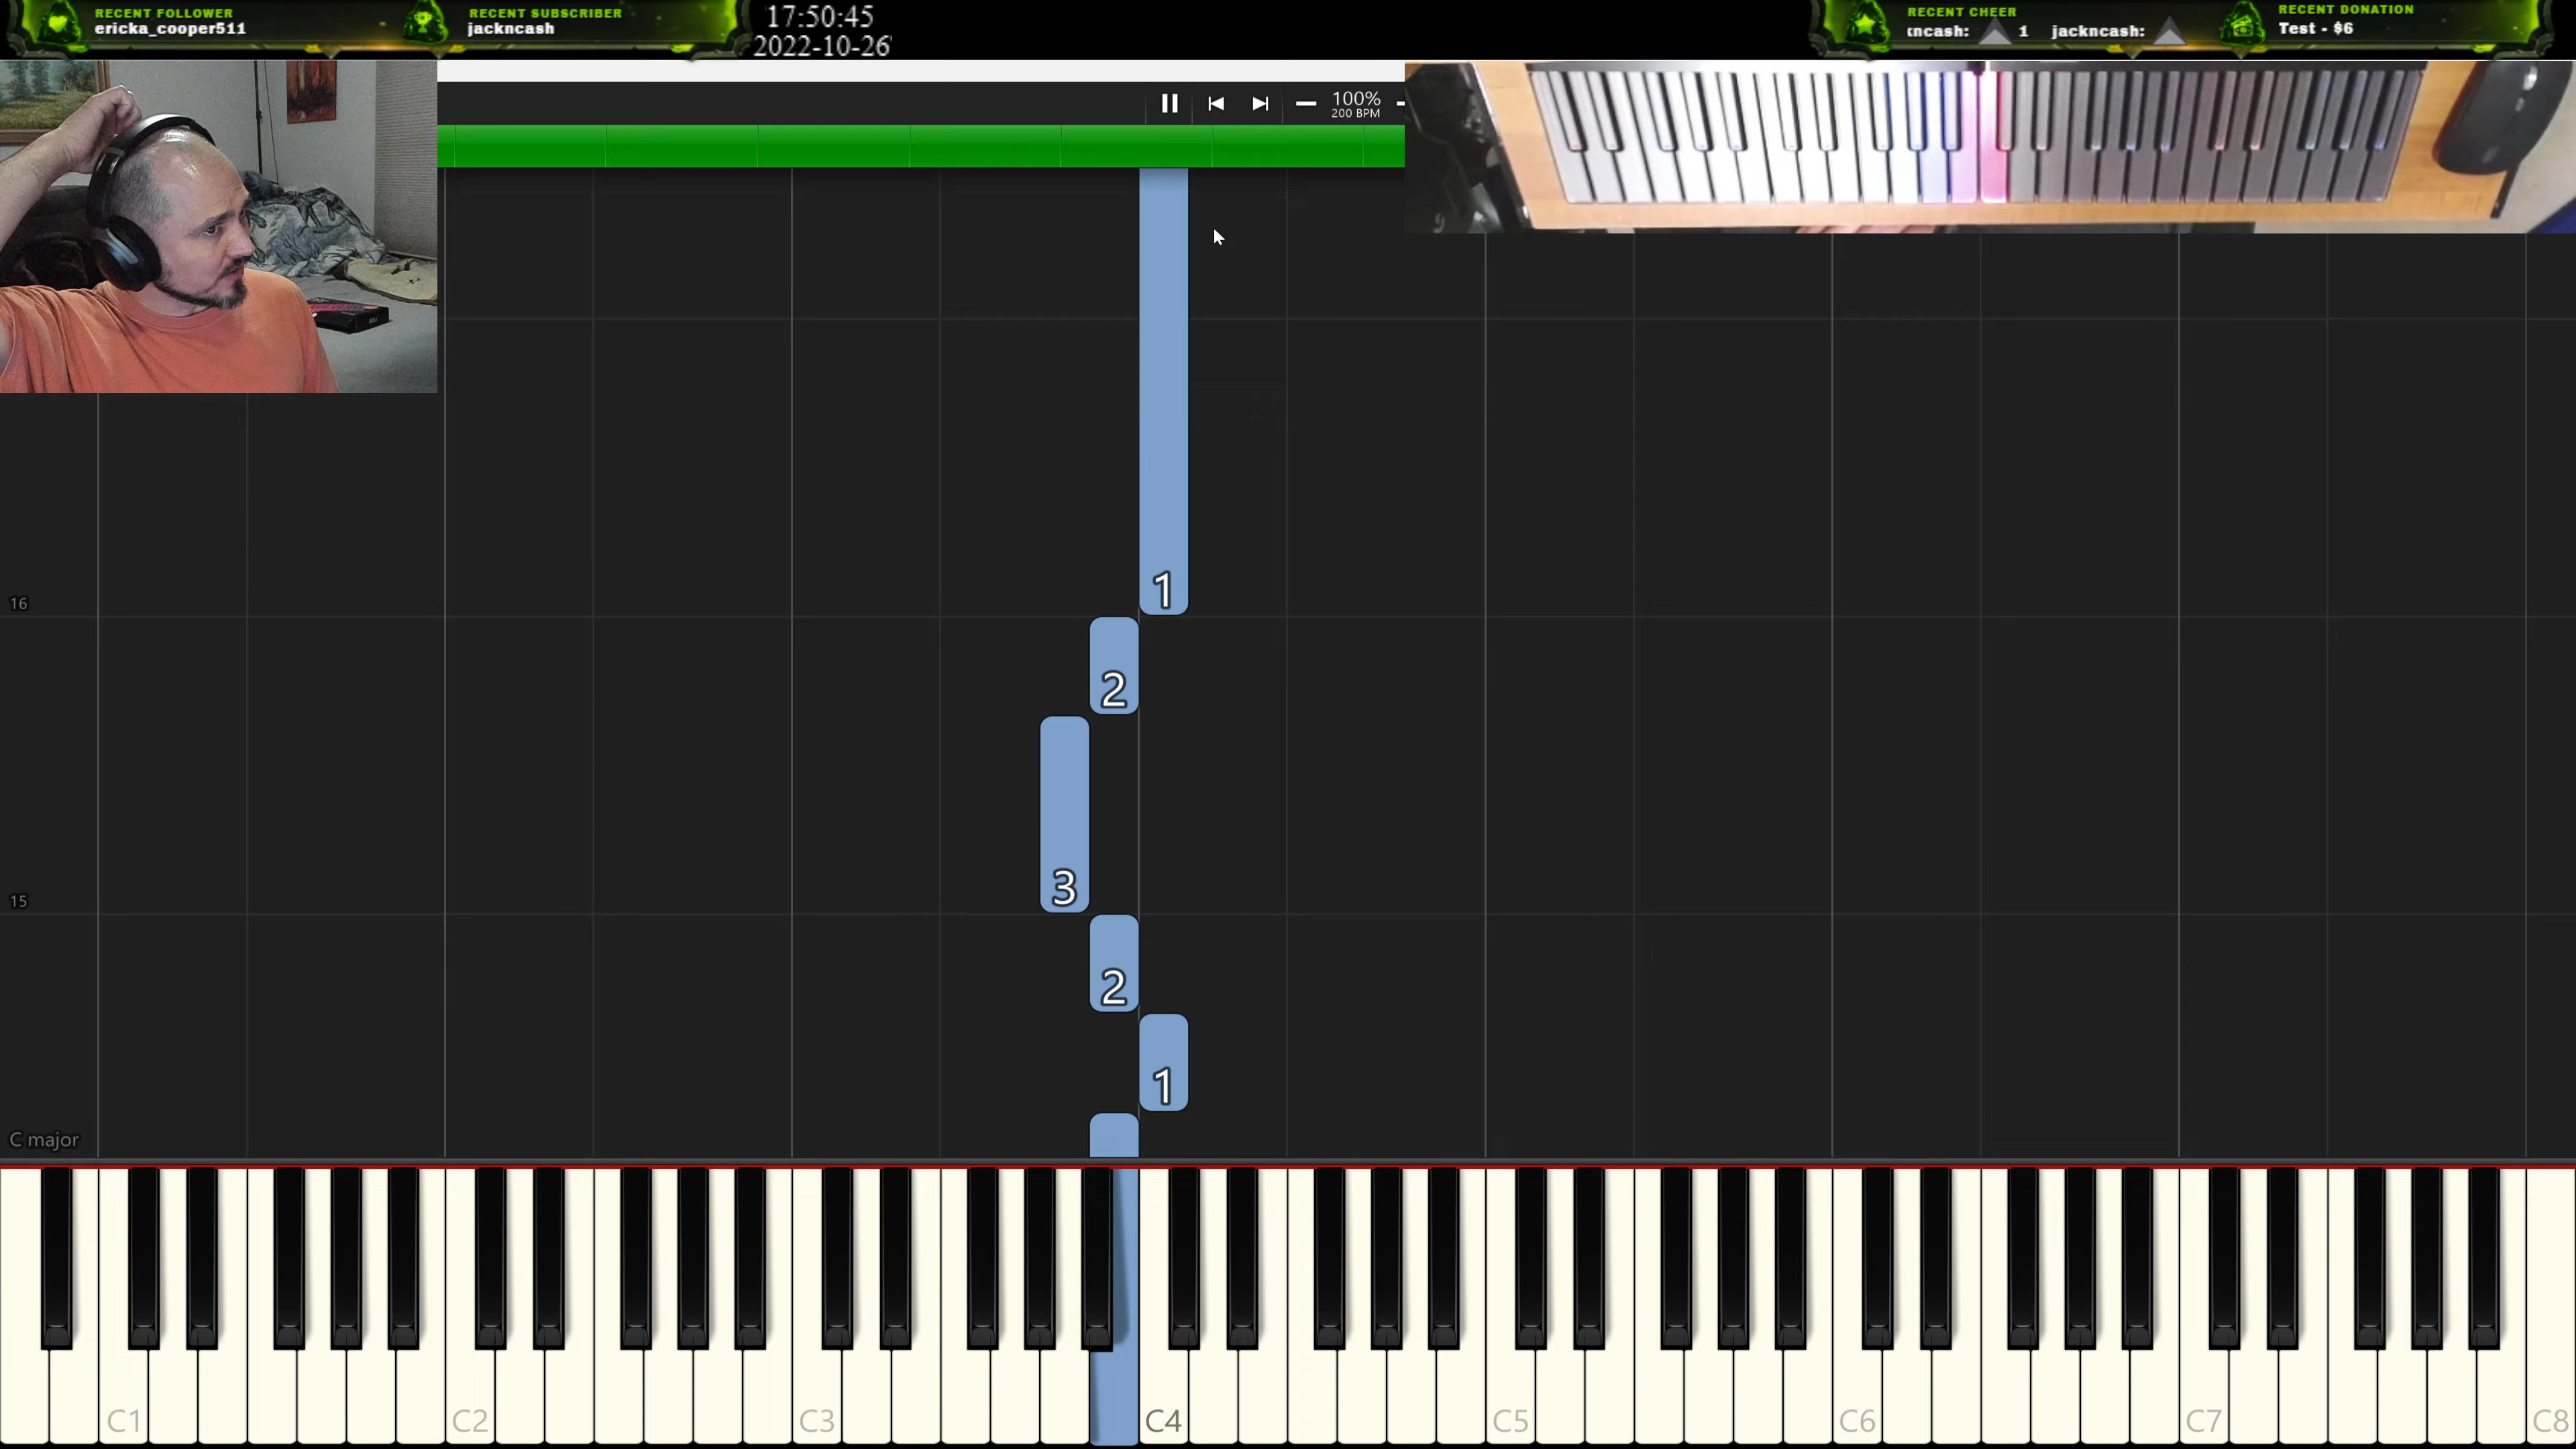 RECENT FOLLOWER
ericka_cooper511
RECENT SUBSCRIBER
jackncash
17:50:45
2022-10-26
RECENT CHEER
ncash: 1 jackncash:
RECENT DONATION
Test - $6
100%
200 BPM
1
16
2
3
15
2
1
C major
C1 C2 C3 C4 C5 C6 C7 C8